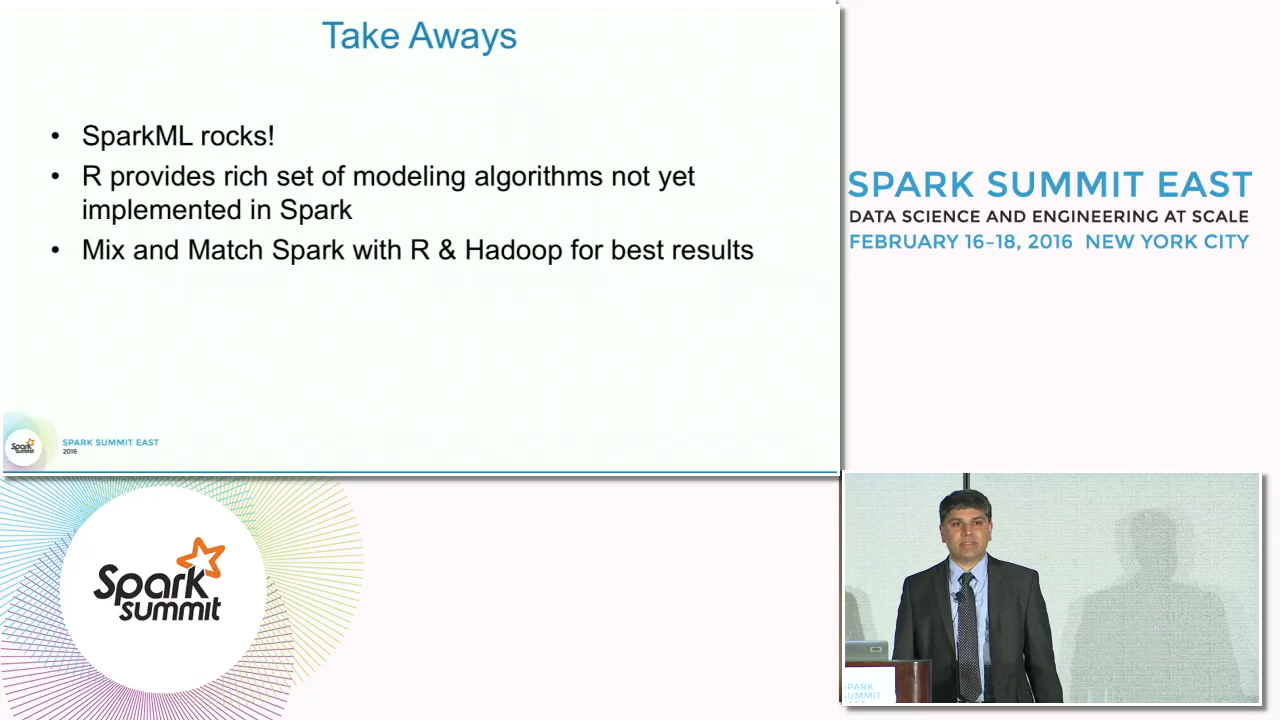 Take Aways
• SparkML rocks!
• R provides rich set of modeling algorithms not yet
implemented in Spark
• Mix and Match Spark with R & Hadoop for best results
Spark
summit
SPARK SUMMIT EAST
2016
SPARK SUMMIT EAST
DATA SCIENCE AND ENGINEERING AT SCALE
FEBRUARY 16–18, 2016 NEW YORK CITY
Spark
summit
SPARK
SUMMIT